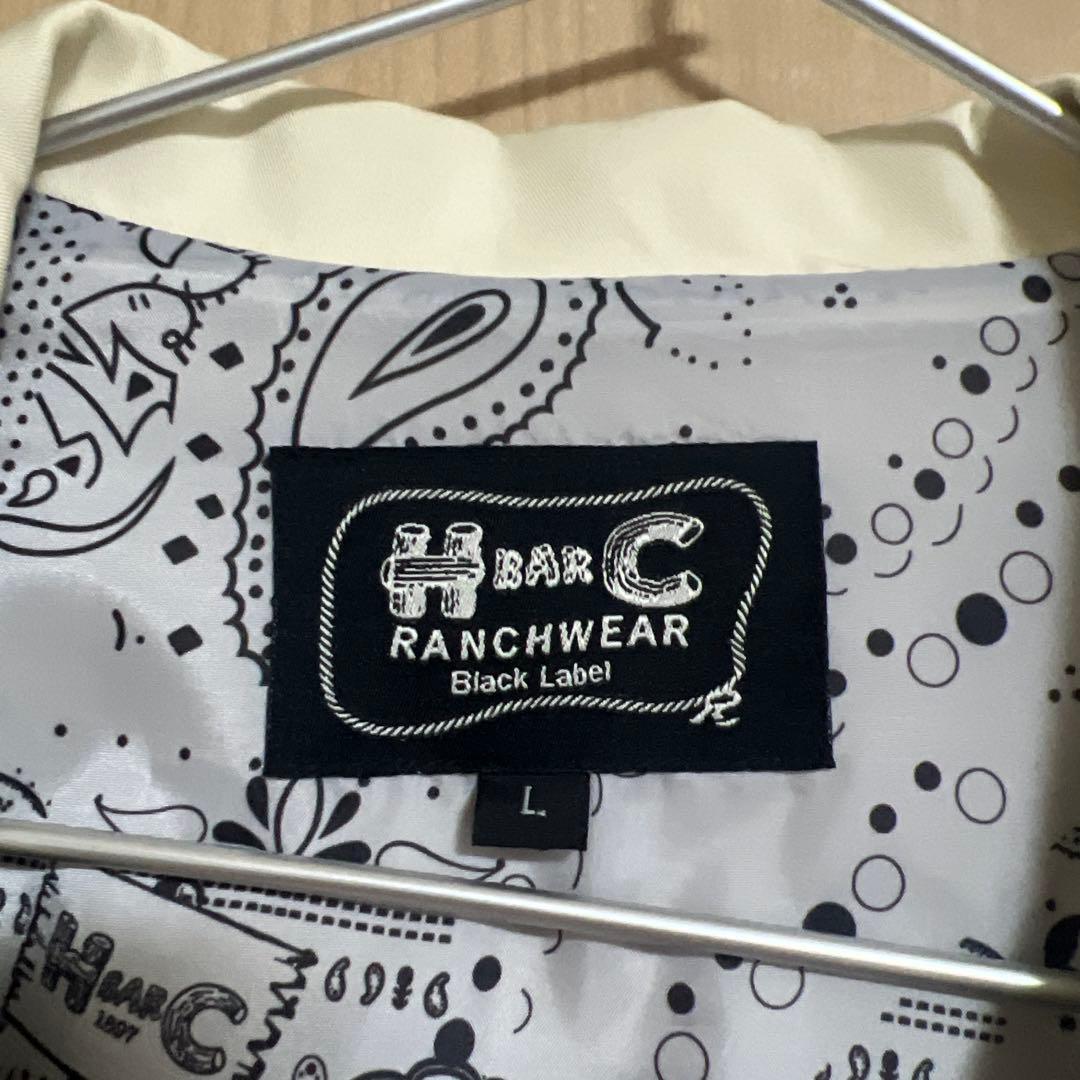 H BAR C
RANCHWEAR
Black Label
L
H BAR C
1897